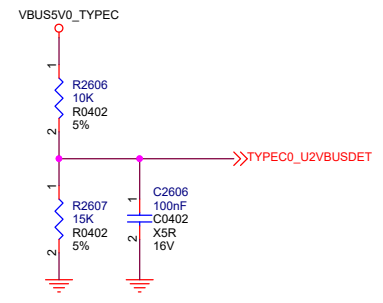 VBUS5V0_TYPEC
1
R2606
10K
R0402
5%
2
TYPEC0_U2VBUSDET
1
R2607
15K
R0402
5%
2
1
C2606
100nF
C0402
X5R
16V
2